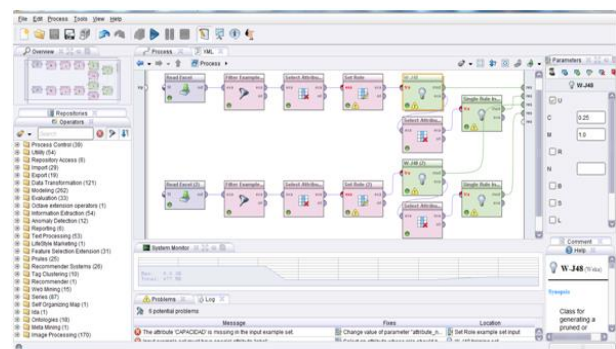 File Edit Process Tools View Help
Overview
Process XML
Process
Parameters
Read Excel Filter Example... Select Attribu... Set Role W-J48
W-J48
Single Rule In...
U
C 0.25
M 1.0
R
N
B
S
L
Select Attribu...
W-J48 (2)
Read Excel (2) Filter Example... Select Attribu... Set Role (2)
Single Rule In...
Select Attribu...
Repositories
Operators
Search
Process Control (38)
Utility (54)
Repository Access (6)
Import (29)
Export (19)
Data Transformation (121)
Modeling (262)
Evaluation (33)
Octave extension operatory (1)
Information Extraction (54)
Anomaly Detection (12)
Reporting (6)
Text Processing (53)
LifeStyle Marketing (1)
Feature Selection Extension (31)
Prules (25)
Recommender Systems (26)
Tag Clustering (10)
Recommender (1)
Web Mining (15)
Series (87)
Self Organizing Map (1)
Ontologies (18)
Meta Mining (1)
Image Processing (170)
System Monitor
Comment
Help
W-J48 (Weka)
Synopsis
Class for
generating a
pruned or
Problems Log
6 potential problems
Message Fixes Location
The attribute 'CAPACIDAD' is missing in the input example set. Change value of parameter "attribute_n... Set Role example set input